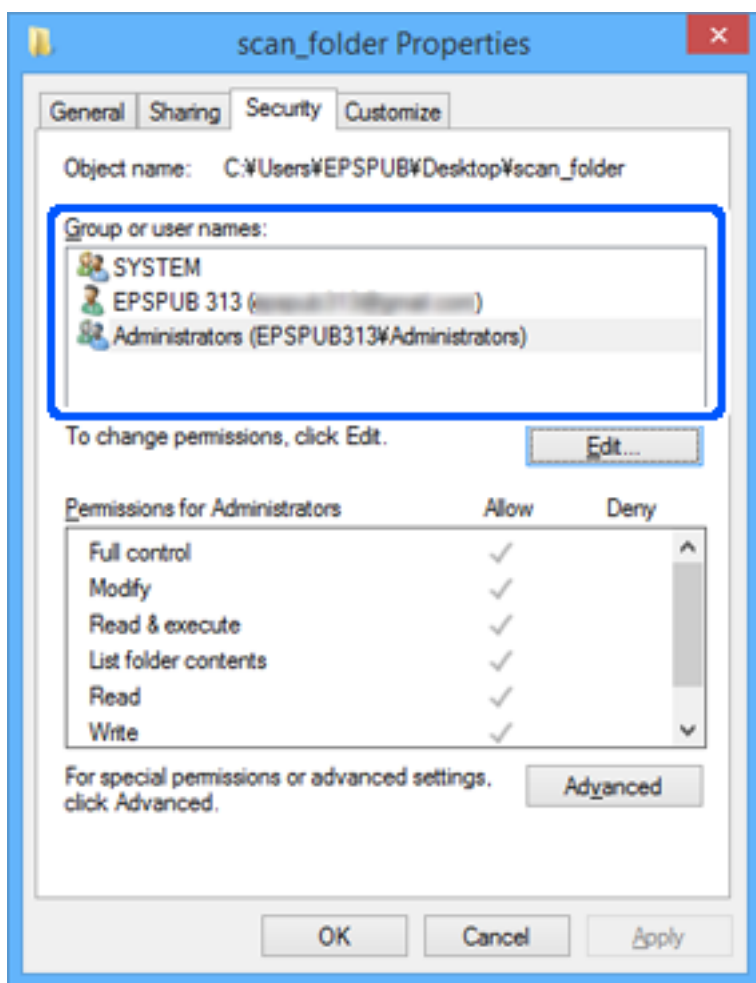 scan_folder Properties
General Sharing Security Customize
Object name: C:¥Users¥EPSPUB¥Desktop¥scan_folder
Group or user names:
SYSTEM
EPSPUB 313 ( )
Administrators (EPSPUB313¥Administrators)
To change permissions, click Edit.
Edit...
Permissions for Administrators Allow Deny
Full control
Modify
Read & execute
List folder contents
Read
Write
For special permissions or advanced settings,
click Advanced.
Advanced
OK Cancel Apply